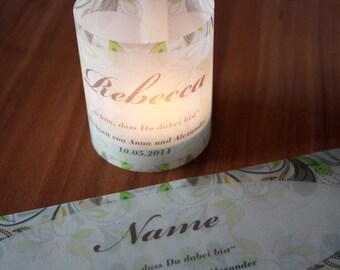 Rebecca
Schön, dass Du dabei bist“
von Anna und Alexander
10.05.2014
Name
dass Du dabei bist“
Alexander